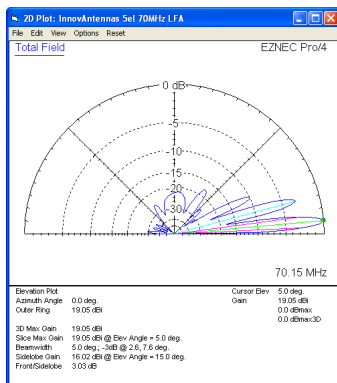 2D Plot: InnovAntennas 5el 70MHz LFA
File Edit View Options Reset
Total Field
EZNEC Pro/4
0 dB
-5
-10
-15
-20
-30
70.15 MHz
Elevation Plot
Azimuth Angle 0.0 deg.
Outer Ring 19.05 dBi
Cursor Elev 5.0 deg.
Gain 19.05 dBi
0.0 dBmax
0.0 dBmax3D
3D Max Gain 19.05 dBi
Slice Max Gain 19.05 dBi @ Elev Angle = 5.0 deg.
Beamwidth 5.0 deg.; -3dB @ 2.6, 7.6 deg.
Sidelobe Gain 16.02 dBi @ Elev Angle = 15.0 deg.
Front/Sidelobe 3.03 dB